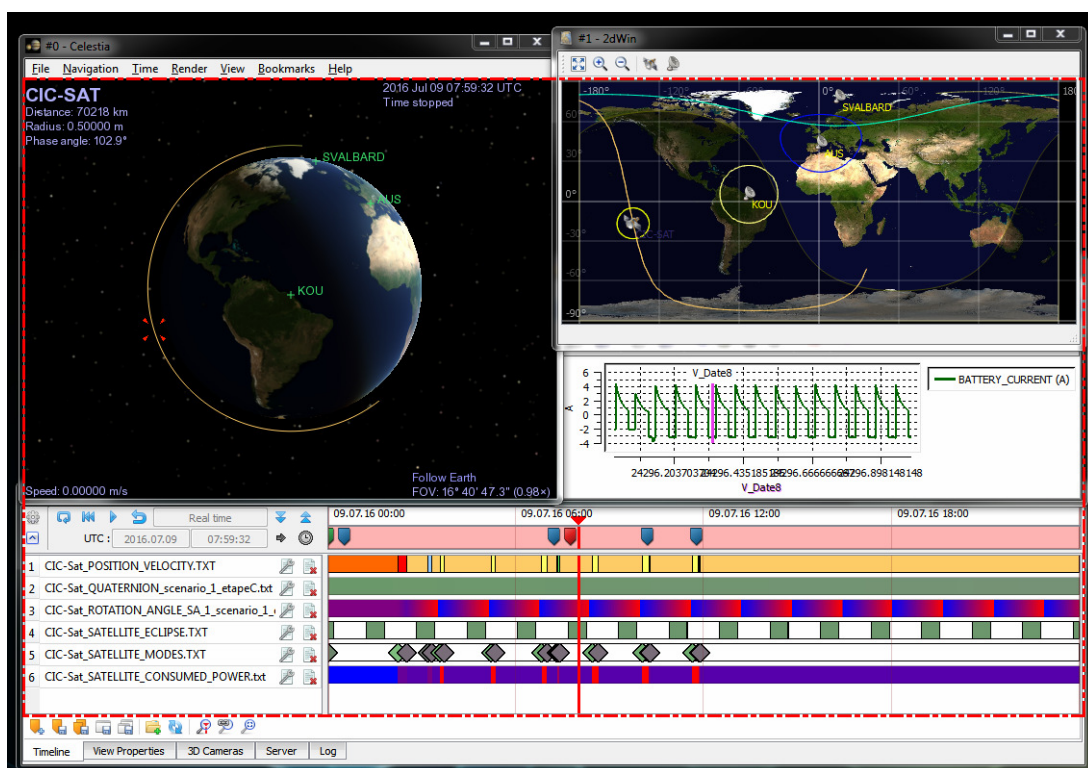 #0 - Celestia
File Navigation Time Render View Bookmarks Help
CIC-SAT
Distance: 70218 km
Radius: 0.50000 m
Phase angle: 102.9°
2016 Jul 09 07:59:32 UTC
Time stopped
SVALBARD
AUS
KOU
Speed: 0.00000 m/s
Follow Earth
FOV: 16° 40' 47.3" (0.98×)
#1 - 2dWin
-180° -120° -60° 0° 60° 120° 180
60°
30°
0°
-30°
-60°
-90°
SVALBARD
AUS
KOU
CIC-SAT
V_Date8
6
4
2
0
-2
-4
A
BATTERY_CURRENT (A)
V_Date8
Real time
UTC : 2016.07.09 07:59:32
09.07.16 00:00 09.07.16 06:00 09.07.16 12:00 09.07.16 18:00
1 CIC-Sat_POSITION_VELOCITY.TXT
2 CIC-Sat_QUATERNION_scenario_1_etapeC.txt
3 CIC-Sat_ROTATION_ANGLE_SA_1_scenario_1_
4 CIC-Sat_SATELLITE_ECLIPSE.TXT
5 CIC-Sat_SATELLITE_MODES.TXT
6 CIC-Sat_SATELLITE_CONSUMED_POWER.txt
Timeline View Properties 3D Cameras Server Log